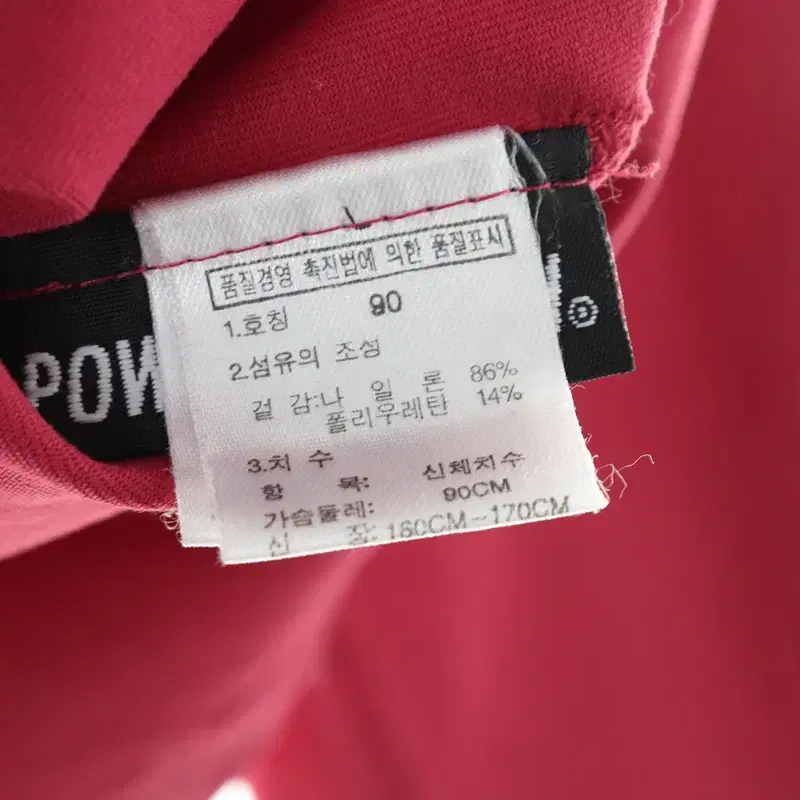 품질경영 촉진법에 의한 품질표시
1.호칭 90
2.섬유의 조성
겉 감:나 일 론 86%
폴리우레탄 14%
3.치 수
항 목: 신체치수
가슴둘레: 90CM
신 장: 160CM~170CM
POW
®